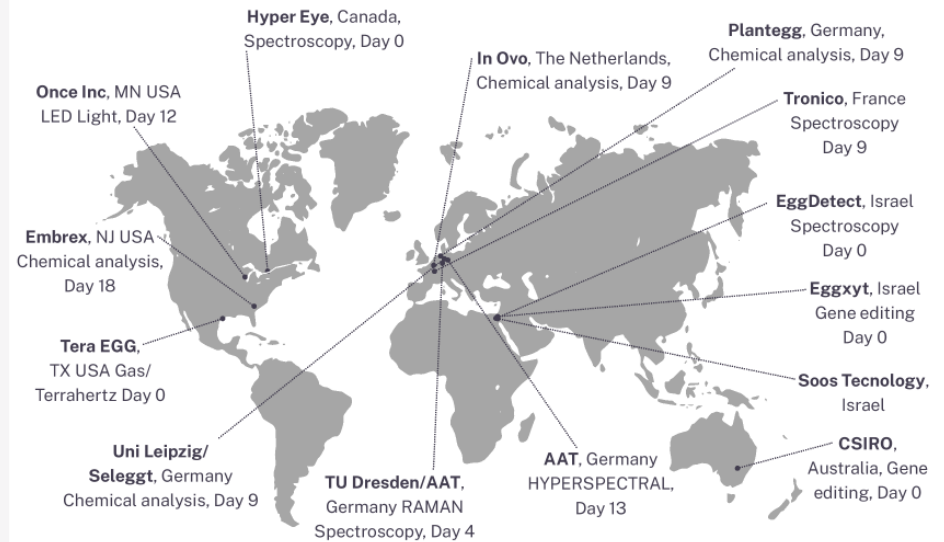 Hyper Eye, Canada,
Spectroscopy, Day 0
Plantegg, Germany,
Chemical analysis, Day 9
In Ovo, The Netherlands,
Chemical analysis, Day 9
Once Inc, MN USA
LED Light, Day 12
Tronico, France
Spectroscopy
Day 9
EggDetect, Israel
Spectroscopy
Day 0
Embrex, NJ USA
Chemical analysis,
Day 18
Eggxyt, Israel
Gene editing
Day 0
Tera EGG,
TX USA Gas/
Terrahertz Day 0
Soos Tecnology,
Israel
Uni Leipzig/
Seleggt, Germany
Chemical analysis, Day 9
TU Dresden/AAT,
Germany RAMAN
Spectroscopy, Day 4
AAT, Germany
HYPERSPECTRAL,
Day 13
CSIRO,
Australia, Gene
editing, Day 0